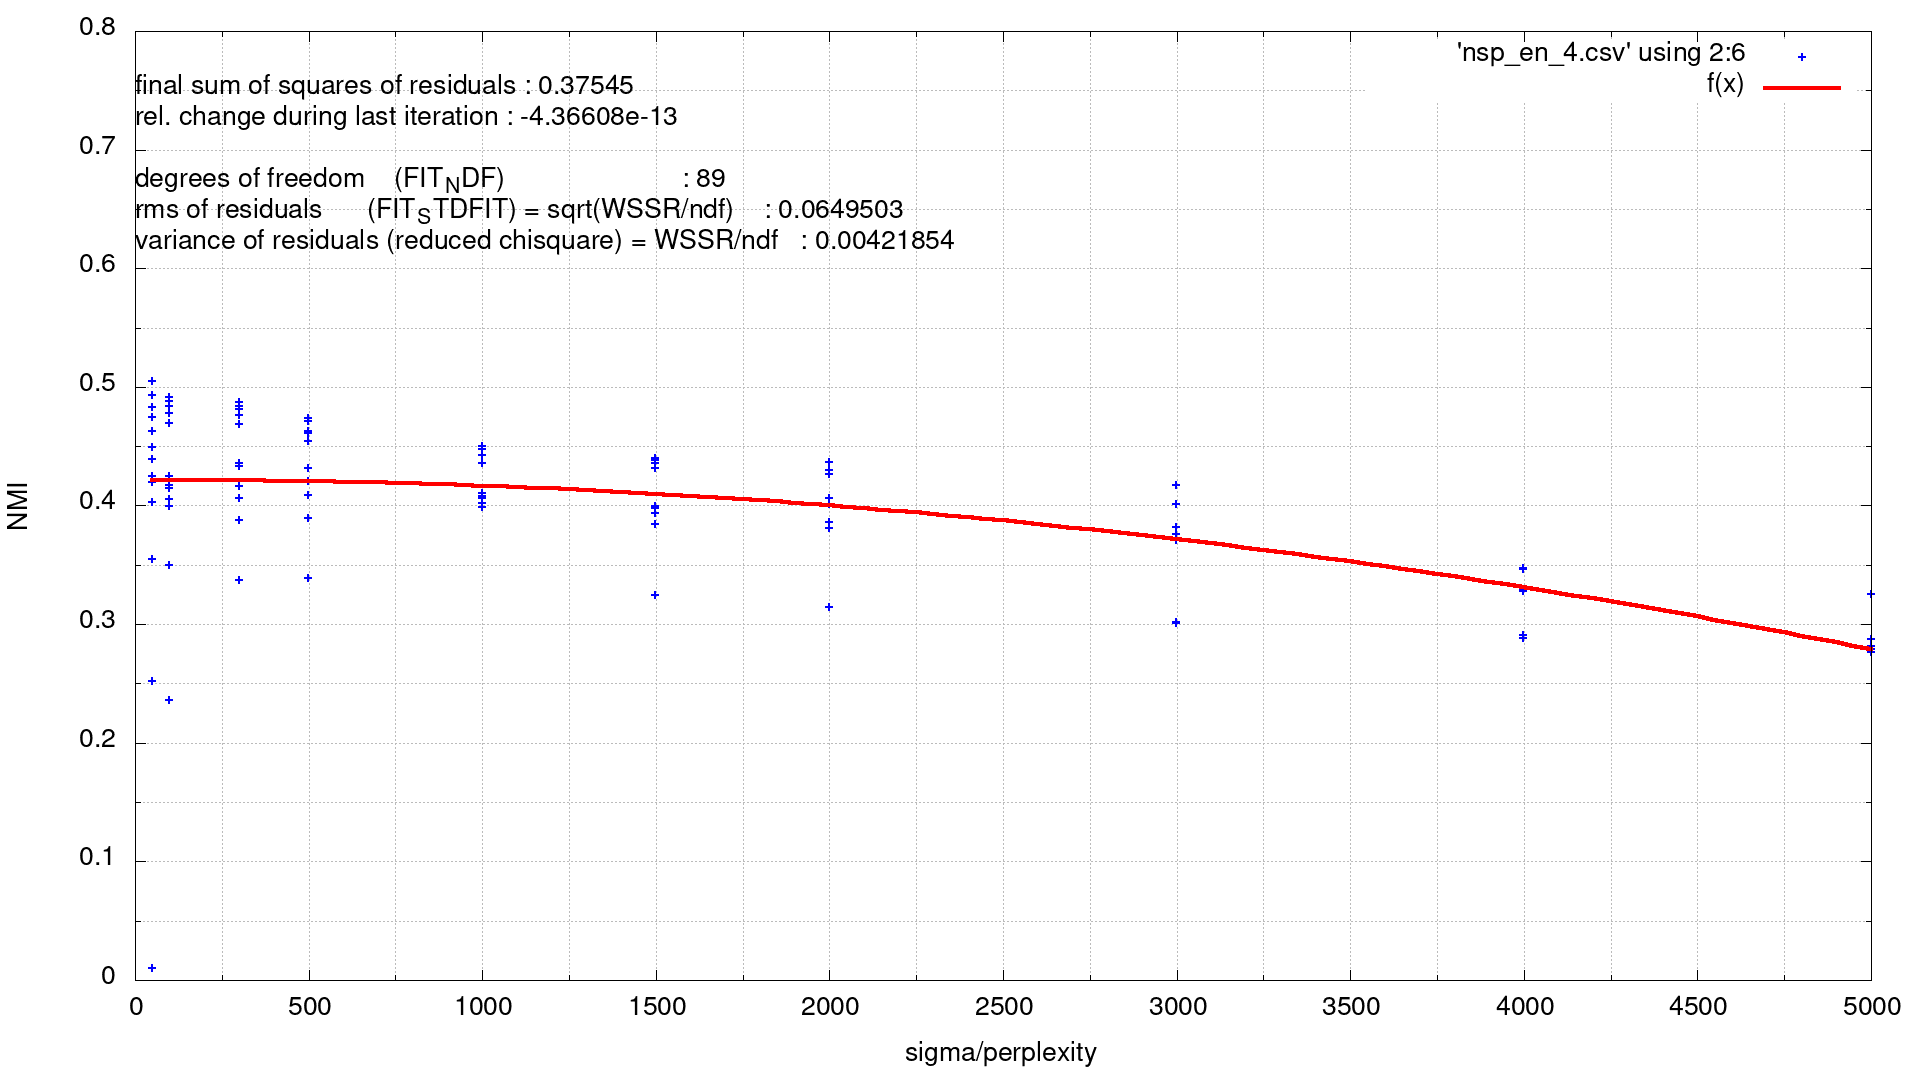 'nsp_en_4.csv' using 2:6
f(x)
final sum of squares of residuals : 0.37545
rel. change during last iteration : -4.36608e-13
degrees of freedom (FIT_NDF) : 89
rms of residuals (FIT_STDFIT) = sqrt(WSSR/ndf) : 0.0649503
variance of residuals (reduced chisquare) = WSSR/ndf : 0.00421854
0.8
0.7
0.6
0.5
0.4
0.3
0.2
0.1
0
NMI
0 500 1000 1500 2000 2500 3000 3500 4000 4500 5000
sigma/perplexity